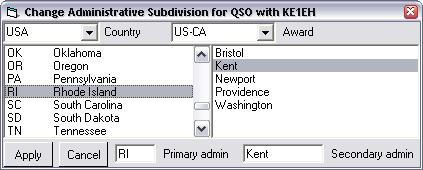 Change Administrative Subdivision for QSO with KE1EH
USA Country US-CA Award
OK Oklahoma
OR Oregon
PA Pennsylvania
RI Rhode Island
SC South Carolina
SD South Dakota
TN Tennessee
Bristol
Kent
Newport
Providence
Washington
Apply Cancel RI Primary admin Kent Secondary admin